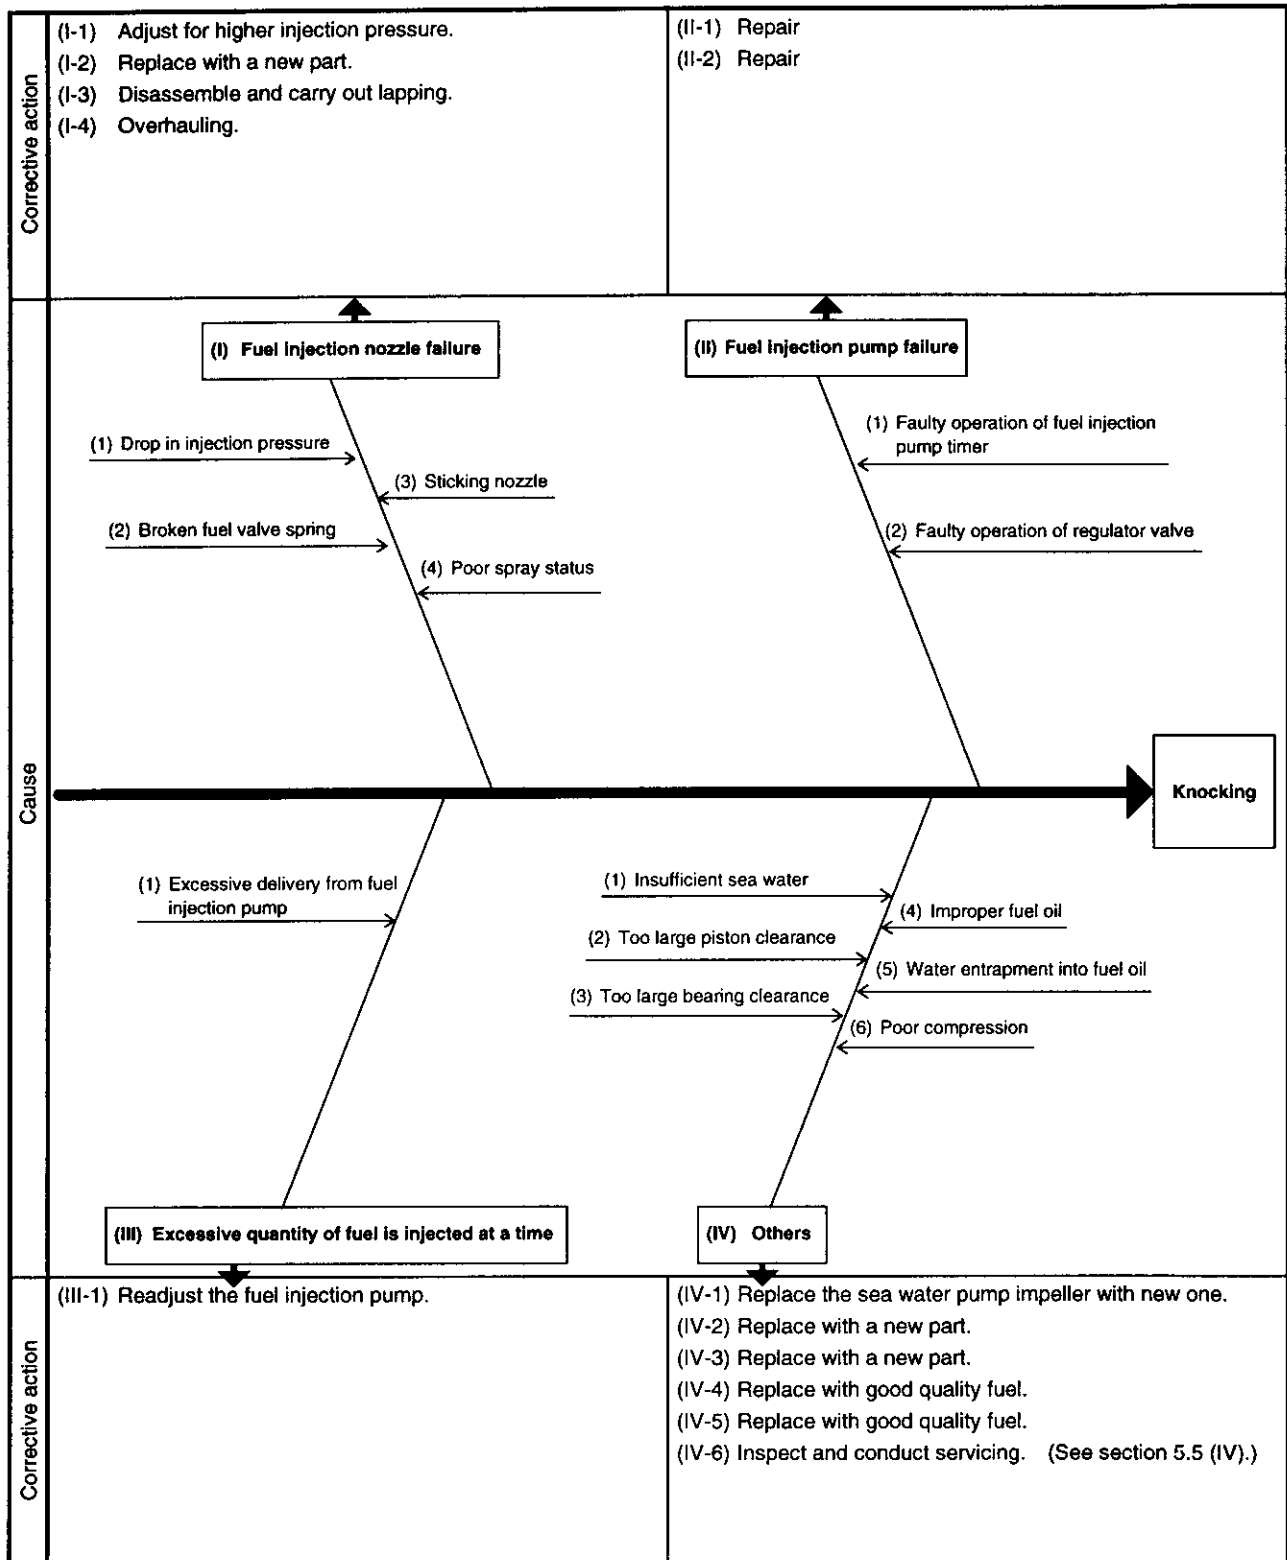 Corrective action
(I-1) Adjust for higher injection pressure.
(I-2) Replace with a new part.
(I-3) Disassemble and carry out lapping.
(I-4) Overhauling.
(II-1) Repair
(II-2) Repair
Cause
(I) Fuel injection nozzle failure
(1) Drop in injection pressure
(3) Sticking nozzle
(2) Broken fuel valve spring
(4) Poor spray status
(II) Fuel injection pump failure
(1) Faulty operation of fuel injection
pump timer
(2) Faulty operation of regulator valve
Knocking
(1) Excessive delivery from fuel
injection pump
(III) Excessive quantity of fuel is injected at a time
(1) Insufficient sea water
(4) Improper fuel oil
(2) Too large piston clearance
(5) Water entrapment into fuel oil
(3) Too large bearing clearance
(6) Poor compression
(IV) Others
Corrective action
(III-1) Readjust the fuel injection pump.
(IV-1) Replace the sea water pump impeller with new one.
(IV-2) Replace with a new part.
(IV-3) Replace with a new part.
(IV-4) Replace with good quality fuel.
(IV-5) Replace with good quality fuel.
(IV-6) Inspect and conduct servicing. (See section 5.5 (IV).)